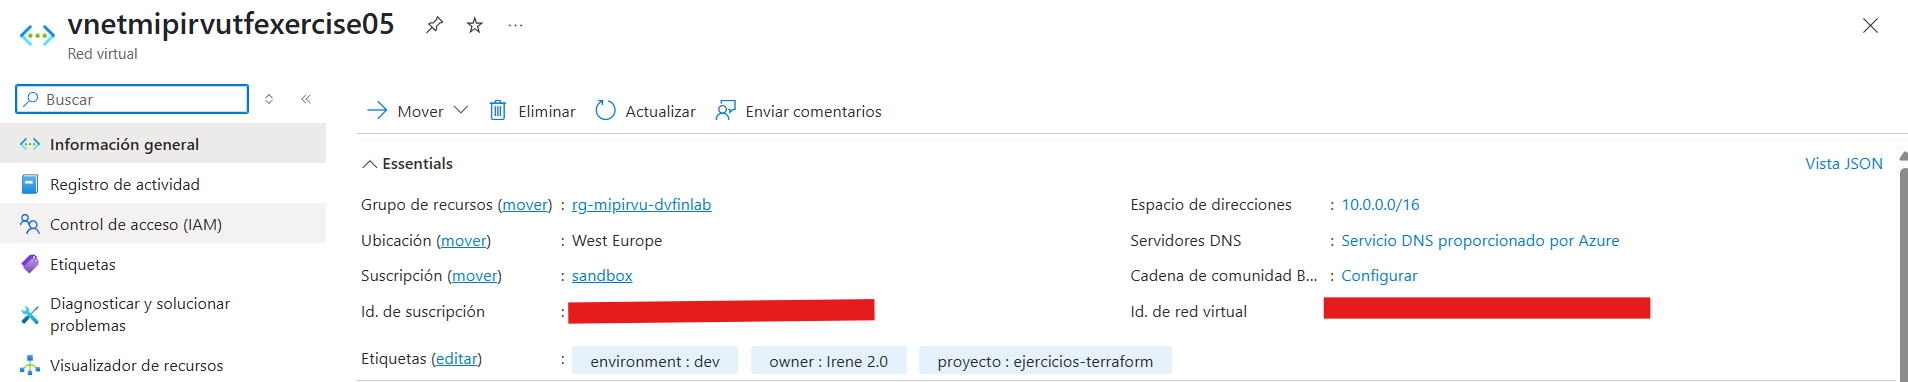 vnetmipirvutfexercise05
Red virtual
Buscar
Información general
Registro de actividad
Control de acceso (IAM)
Etiquetas
Diagnosticar y solucionar
problemas
Visualizador de recursos
Mover
Eliminar
Actualizar
Enviar comentarios
Essentials
Vista JSON
Grupo de recursos (mover) : rg-mipirvu-dvfinlab
Ubicación (mover) : West Europe
Suscripción (mover) : sandbox
Id. de suscripción :
Espacio de direcciones : 10.0.0.0/16
Servidores DNS : Servicio DNS proporcionado por Azure
Cadena de comunidad B... : Configurar
Id. de red virtual
Etiquetas (editar) : environment : dev owner : Irene 2.0 proyecto : ejercicios-terraform